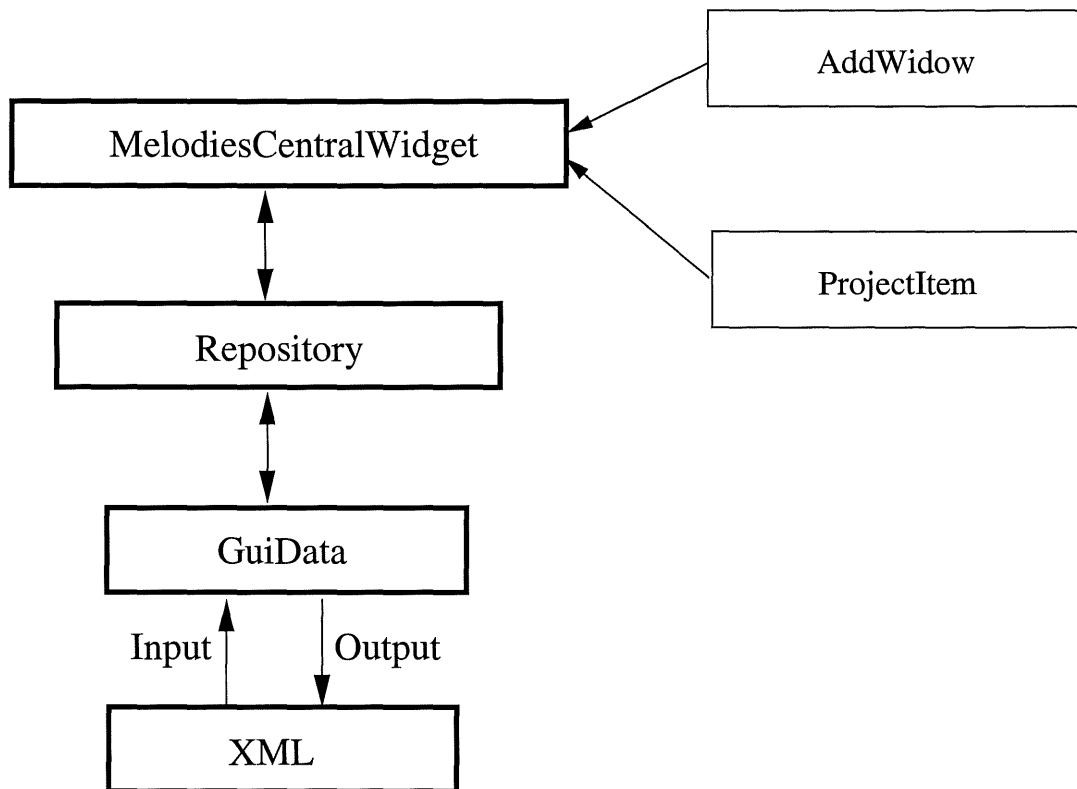 AddWidow
MelodiesCentralWidget
ProjectItem
Repository
GuiData
Input
Output
XML